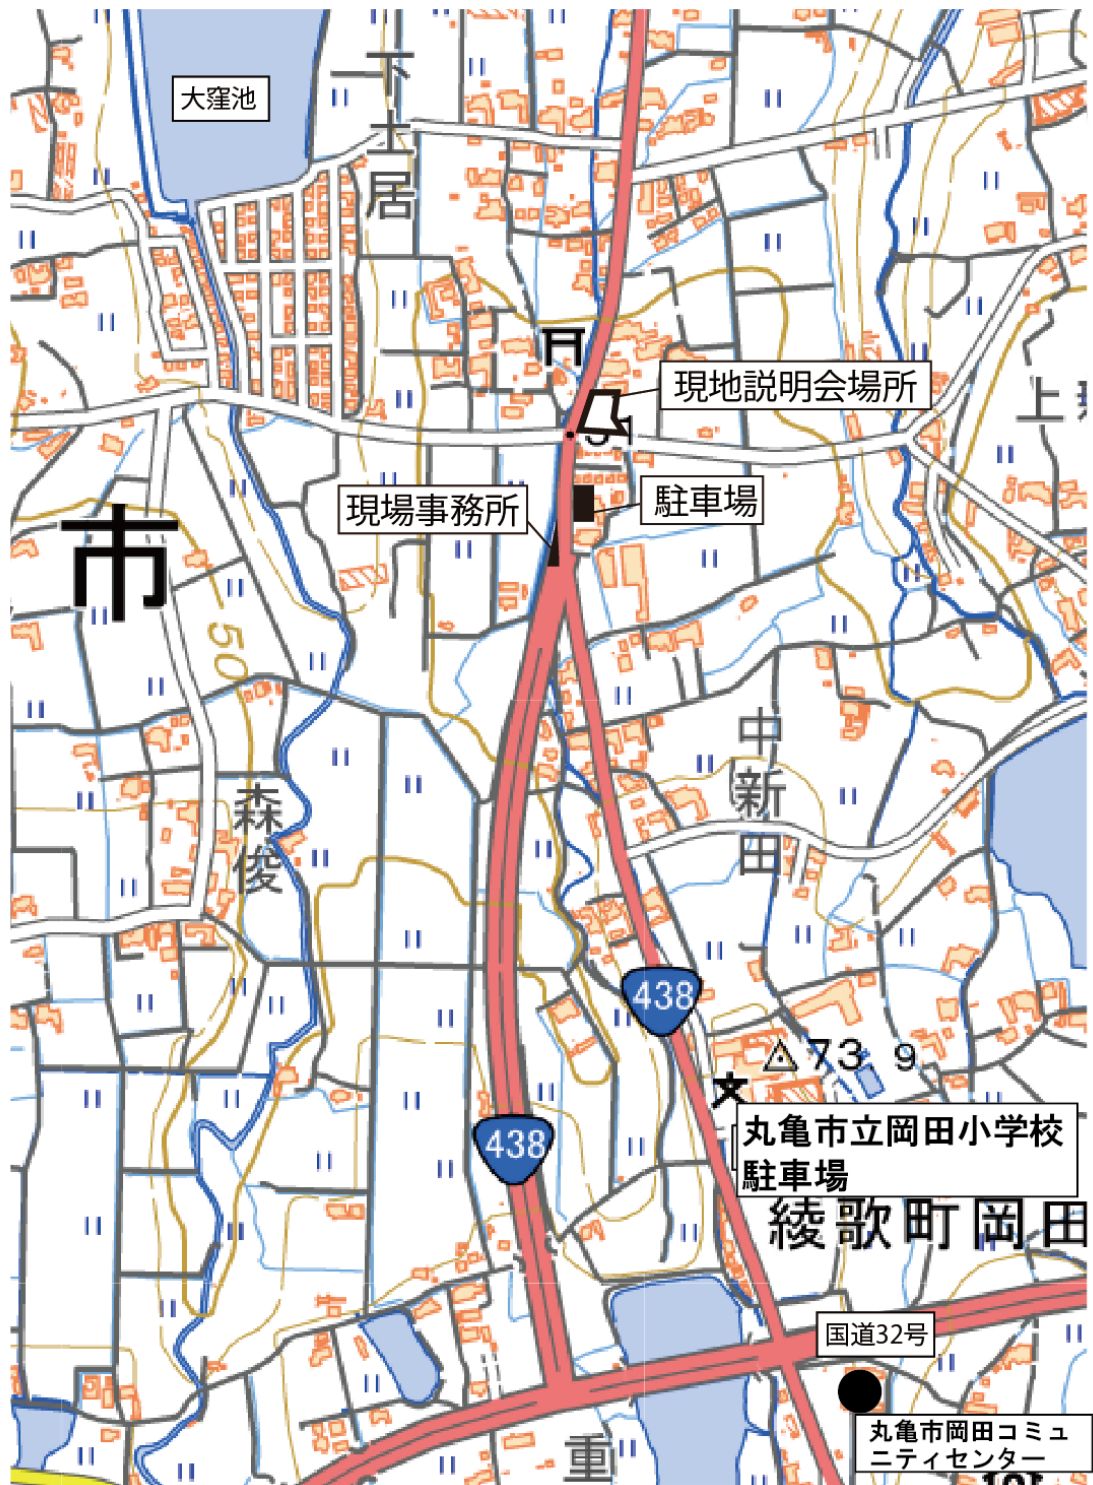 大窪池
下
土
居
現地説明会場所
上
現場事務所
駐車場
市
50
中
新
田
森
俊
438
73.9
438
丸亀市立岡田小学校
駐車場
綾歌町岡田
国道32号
丸亀市岡田コミュ
ニティセンター
重